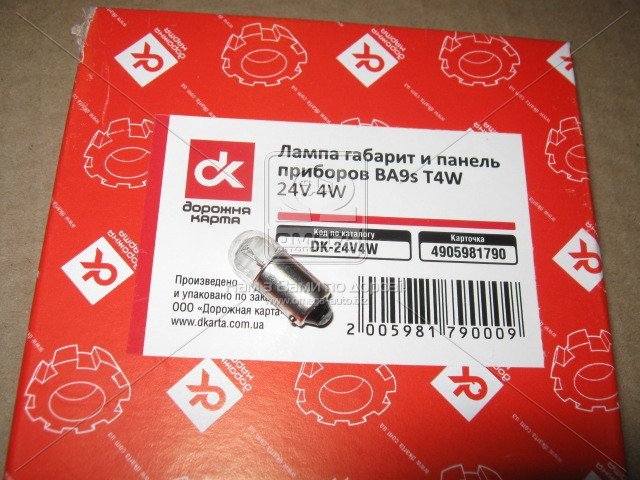 дорожня
карта
Лампа габарит и панель
приборов BA9s T4W
24V 4W
Код по каталогу
DK-24V4W
Карточка
4905981790
Произведено
и упаковано по зак
ООО «Дорожная карта
www.dkarta.com.ua
2 005981 790009